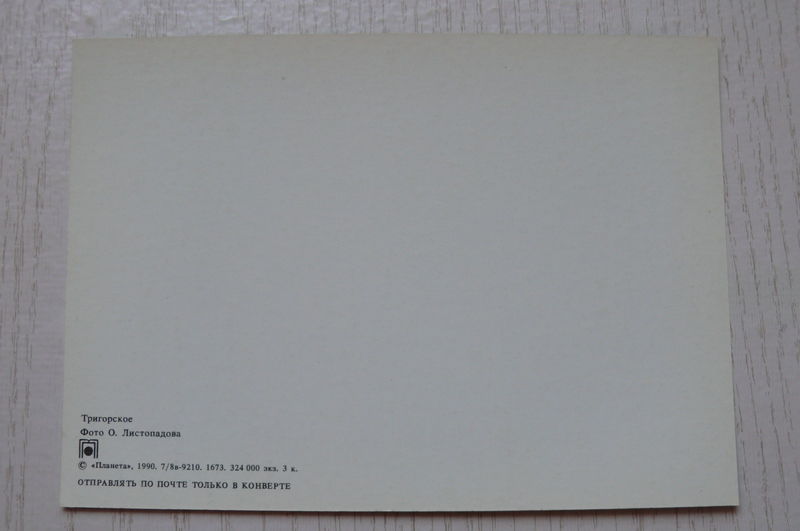 Тригорское
Фото О. Листопадова
© «Планета», 1990. 7/8в-9210. 1673. 324 000 экз. 3 к.
ОТПРАВЛЯТЬ ПО ПОЧТЕ ТОЛЬКО В КОНВЕРТЕ